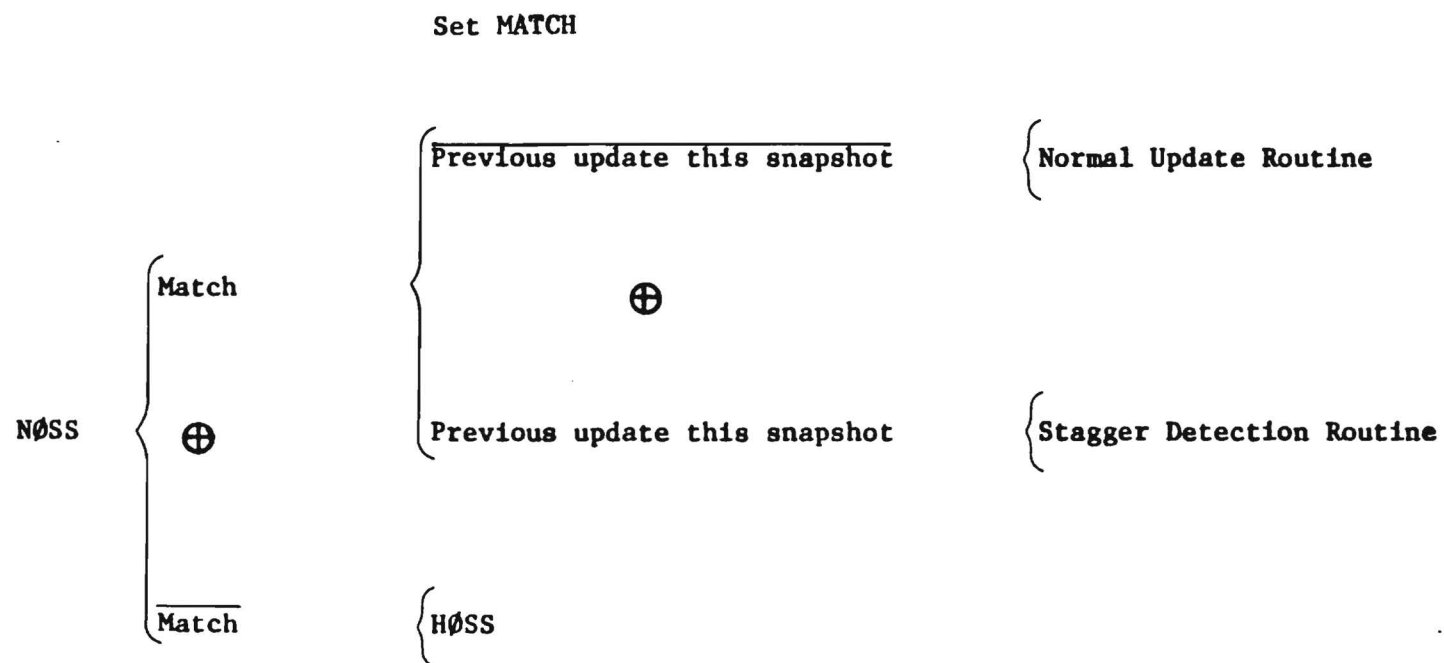 Set MATCH
Previous update this snapshot
Normal Update Routine
Match
⊕
NØSS
⊕
Previous update this snapshot
Stagger Detection Routine
Match
HØSS